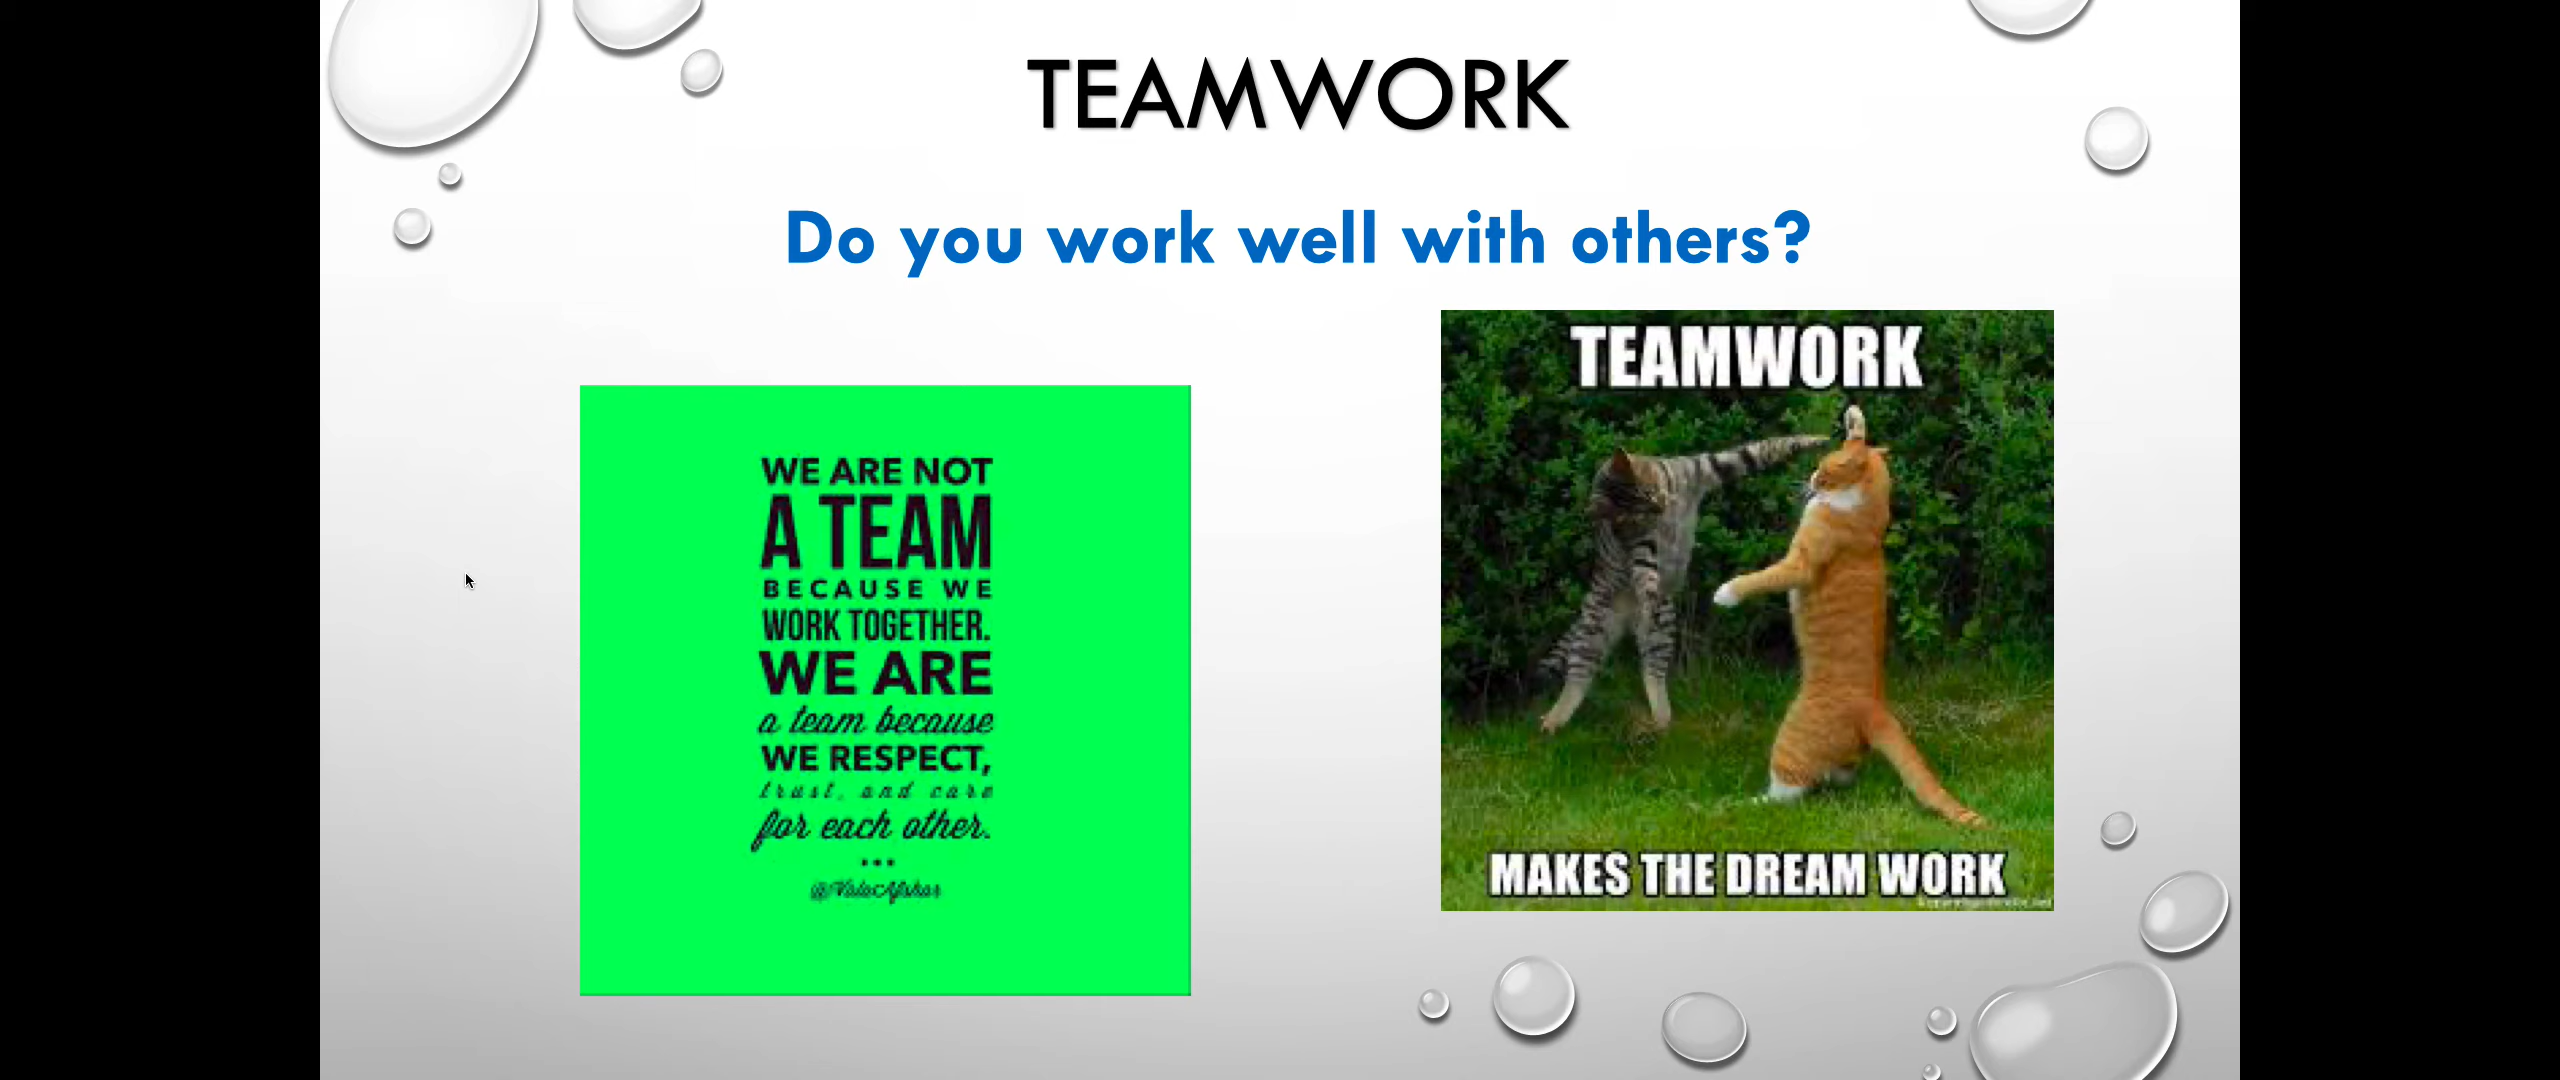 TEAMWORK
Do you work well with others?
WE ARE NOT
A TEAM
BECAUSE WE
WORK TOGETHER.
WE ARE
a team because
WE RESPECT,
trust, and care
for each other.
...
@ValaAfshar
TEAMWORK
MAKES THE DREAM WORK